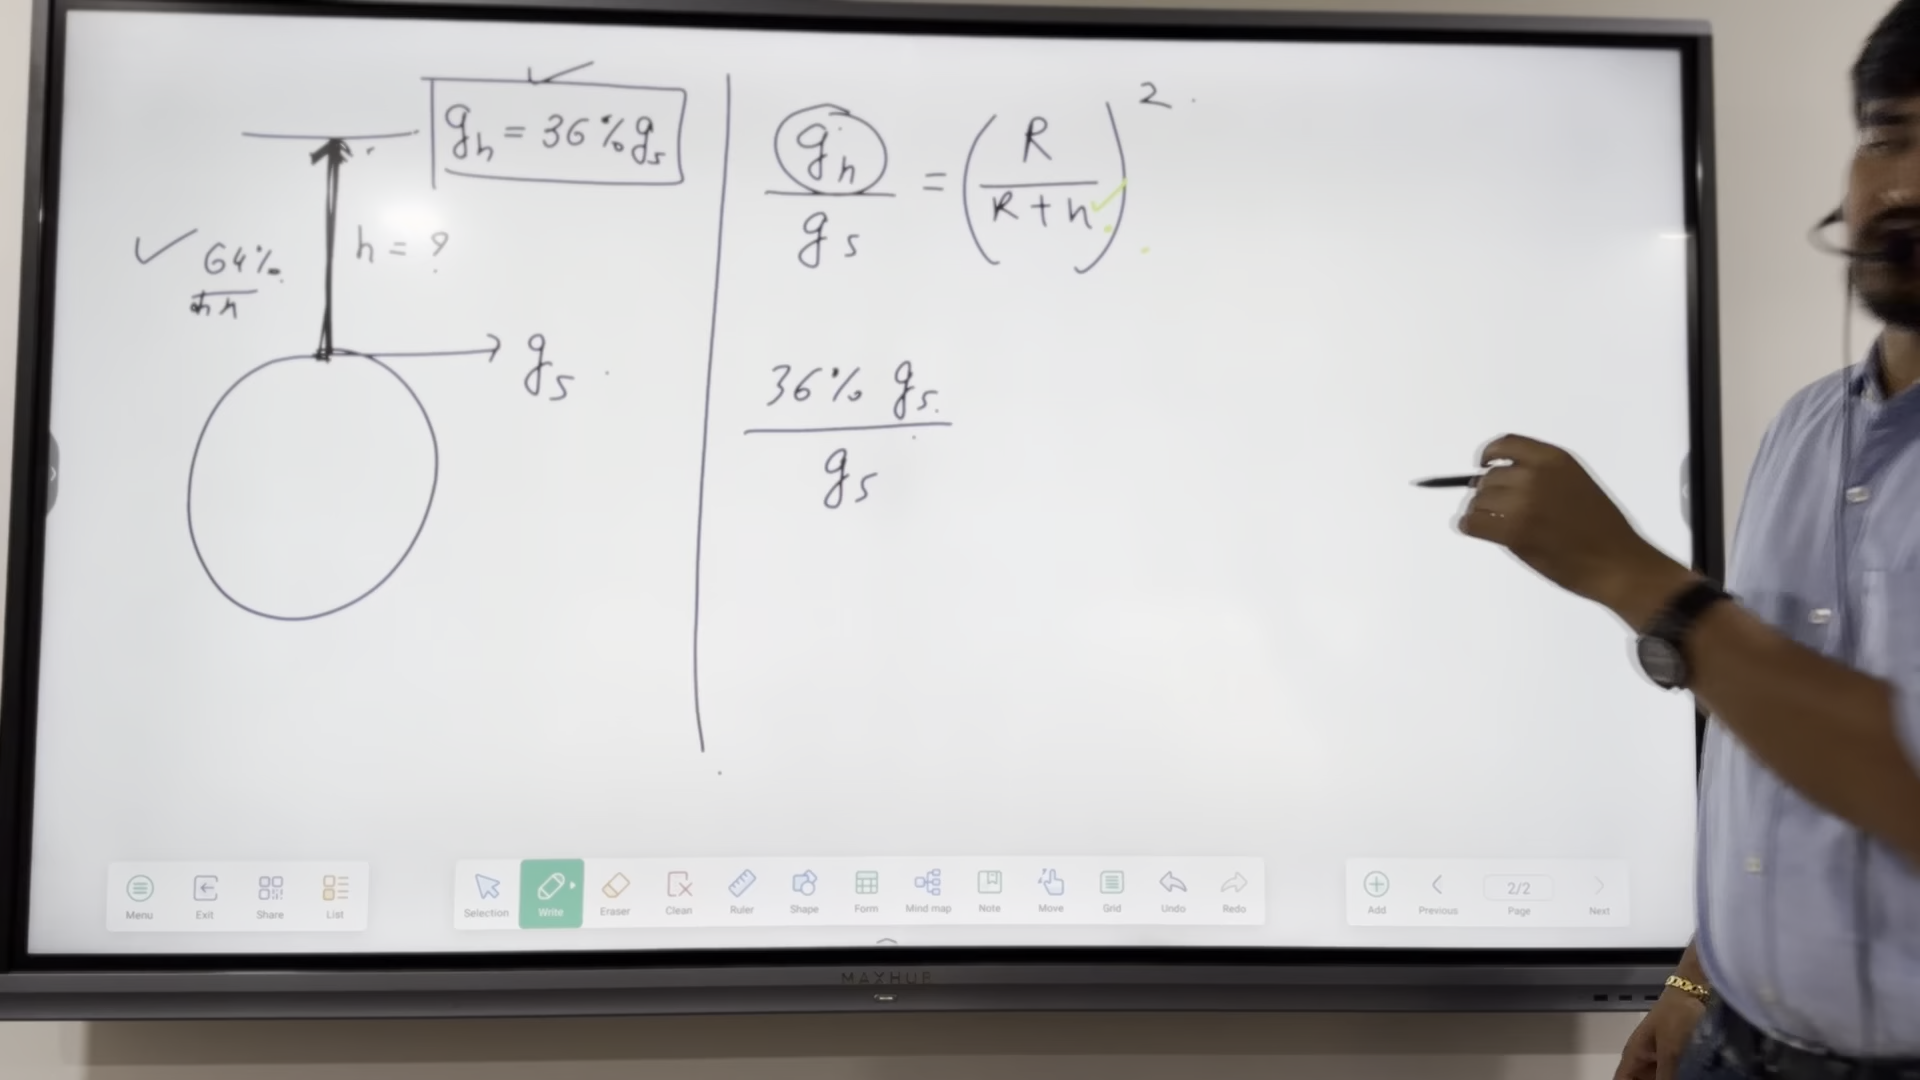 g_h = 36% g_s
64%
कम
h = ?
g_s
g_h / g_s = (R / R + h)^2
36% g_s / g_s
Menu Exit Share List
Selection Write Eraser Clean Ruler Shape Form Mind map Note Move Grid Undo Redo
Add Previous 2/2 Page Next
MAXHUB